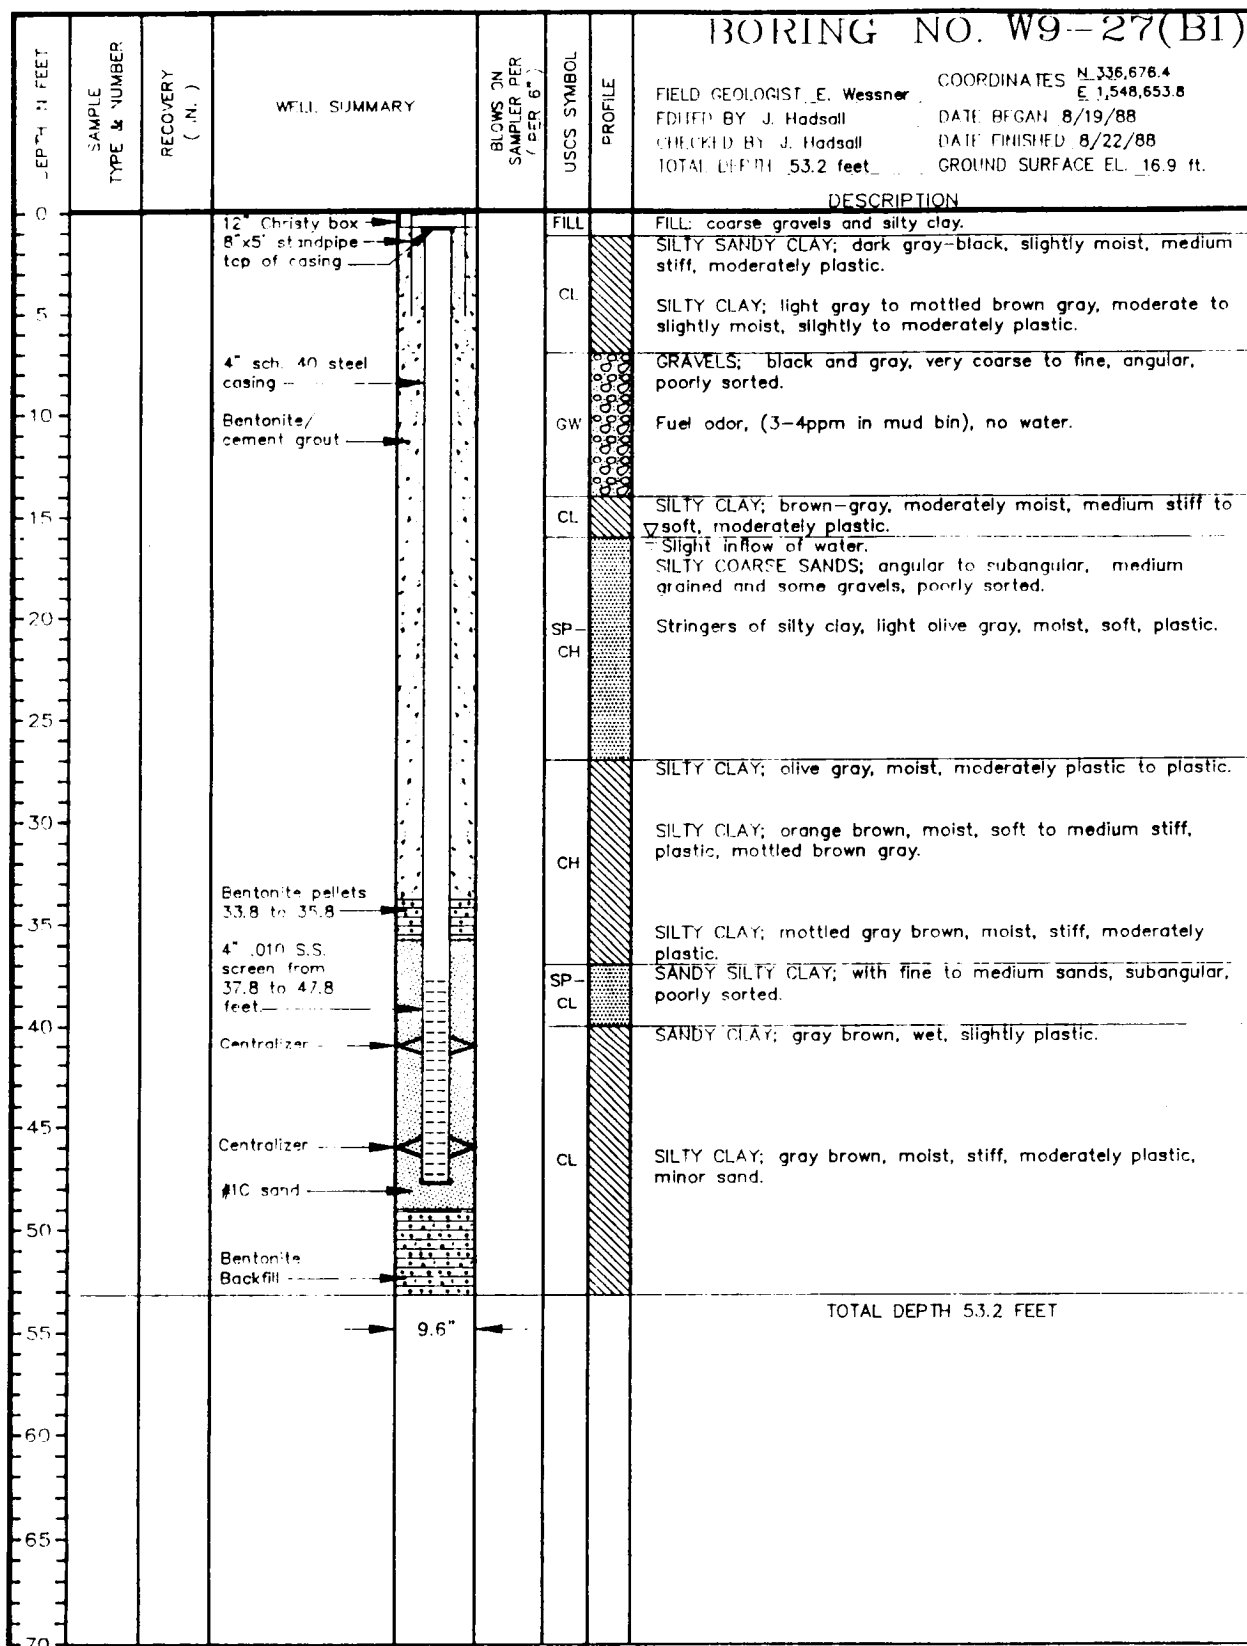 BORING NO. W9-27(B1)
DEPTH IN FEET
SAMPLE
TYPE & NUMBER
RECOVERY
( IN. )
WELL SUMMARY
BLOWS ON
SAMPLER PER
( PER 6" )
USCS SYMBOL
PROFILE
FIELD GEOLOGIST E. Wessner
EDITED BY J. Hadsall
CHECKED BY J. Hadsall
TOTAL DEPTH 53.2 feet
COORDINATES N 336,676.4
E 1,548,653.8
DATE BEGAN 8/19/88
DATE FINISHED 8/22/88
GROUND SURFACE EL. 16.9 ft.
DESCRIPTION
0
5
10
15
20
25
30
35
40
45
50
55
60
65
70
12" Christy box
8"x5' standpipe
top of casing
4" sch. 40 steel
casing
Bentonite/
cement grout
Bentonite pellets
33.8 to 35.8
4" .010 S.S.
screen from
37.8 to 47.8
feet
Centralizer
Centralizer
#1C sand
Bentonite
Backfill
9.6"
FILL
CL
GW
CL
SP-
CH
CH
SP-
CL
CL
FILL: coarse gravels and silty clay.
SILTY SANDY CLAY; dark gray-black, slightly moist, medium
stiff, moderately plastic.
SILTY CLAY; light gray to mottled brown gray, moderate to
slightly moist, slightly to moderately plastic.
GRAVELS; black and gray, very coarse to fine, angular,
poorly sorted.
Fuel odor, (3-4ppm in mud bin), no water.
SILTY CLAY; brown-gray, moderately moist, medium stiff to
soft, moderately plastic.
Slight inflow of water.
SILTY COARSE SANDS; angular to subangular, medium
grained and some gravels, poorly sorted.
Stringers of silty clay, light olive gray, moist, soft, plastic.
SILTY CLAY; olive gray, moist, moderately plastic to plastic.
SILTY CLAY; orange brown, moist, soft to medium stiff,
plastic, mottled brown gray.
SILTY CLAY; mottled gray brown, moist, stiff, moderately
plastic.
SANDY SILTY CLAY; with fine to medium sands, subangular,
poorly sorted.
SANDY CLAY; gray brown, wet, slightly plastic.
SILTY CLAY; gray brown, moist, stiff, moderately plastic,
minor sand.
TOTAL DEPTH 53.2 FEET